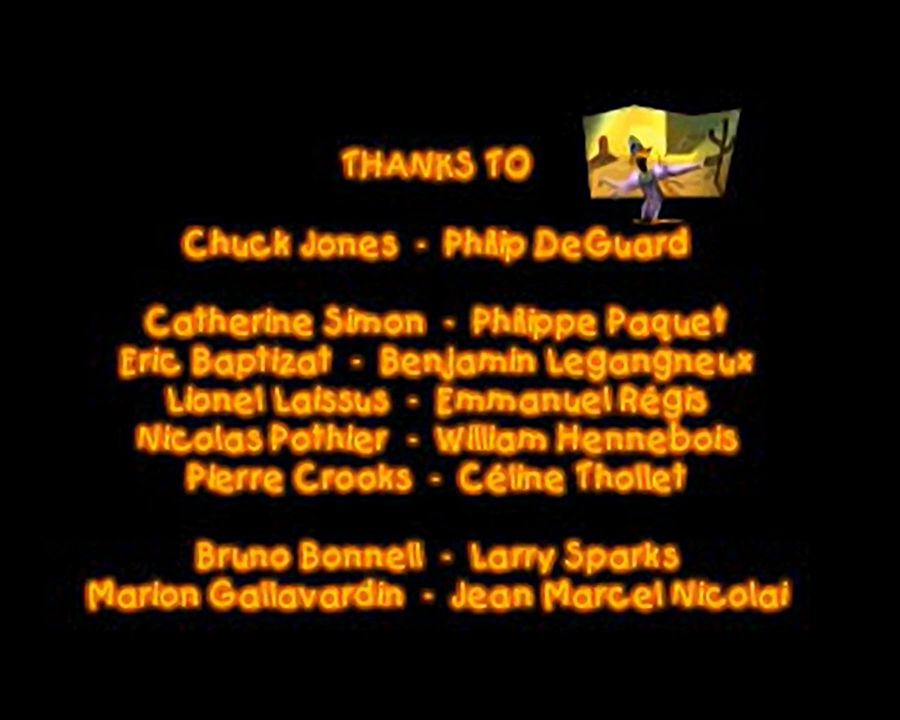 THANKS TO
Chuck Jones - Philip DeGuard
Catherine Simon - Philippe Paquet
Eric Baptizat - Benjamin Legangneux
Lionel Laissus - Emmanuel Régis
Nicolas Pothier - William Hennebois
Pierre Crooks - Céline Thollet
Bruno Bonnell - Larry Sparks
Marion Gallavardin - Jean Marcel Nicolai